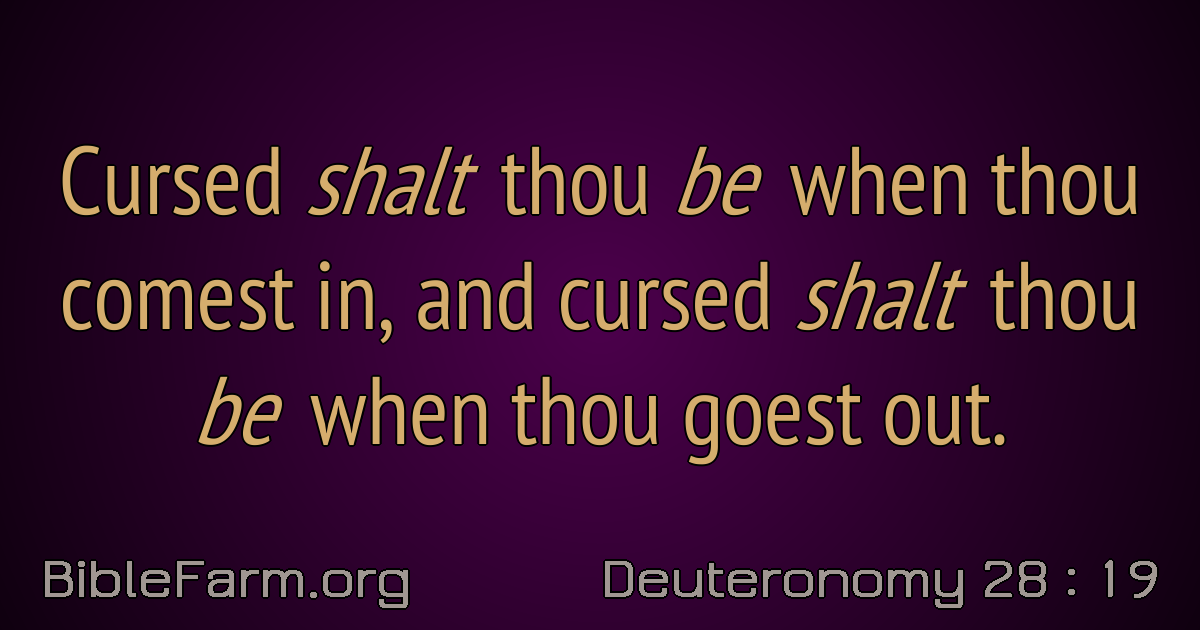 Cursed shalt thou be when thou
comest in, and cursed shalt thou
be when thou goest out.
BibleFarm.org
Deuteronomy 28 : 19